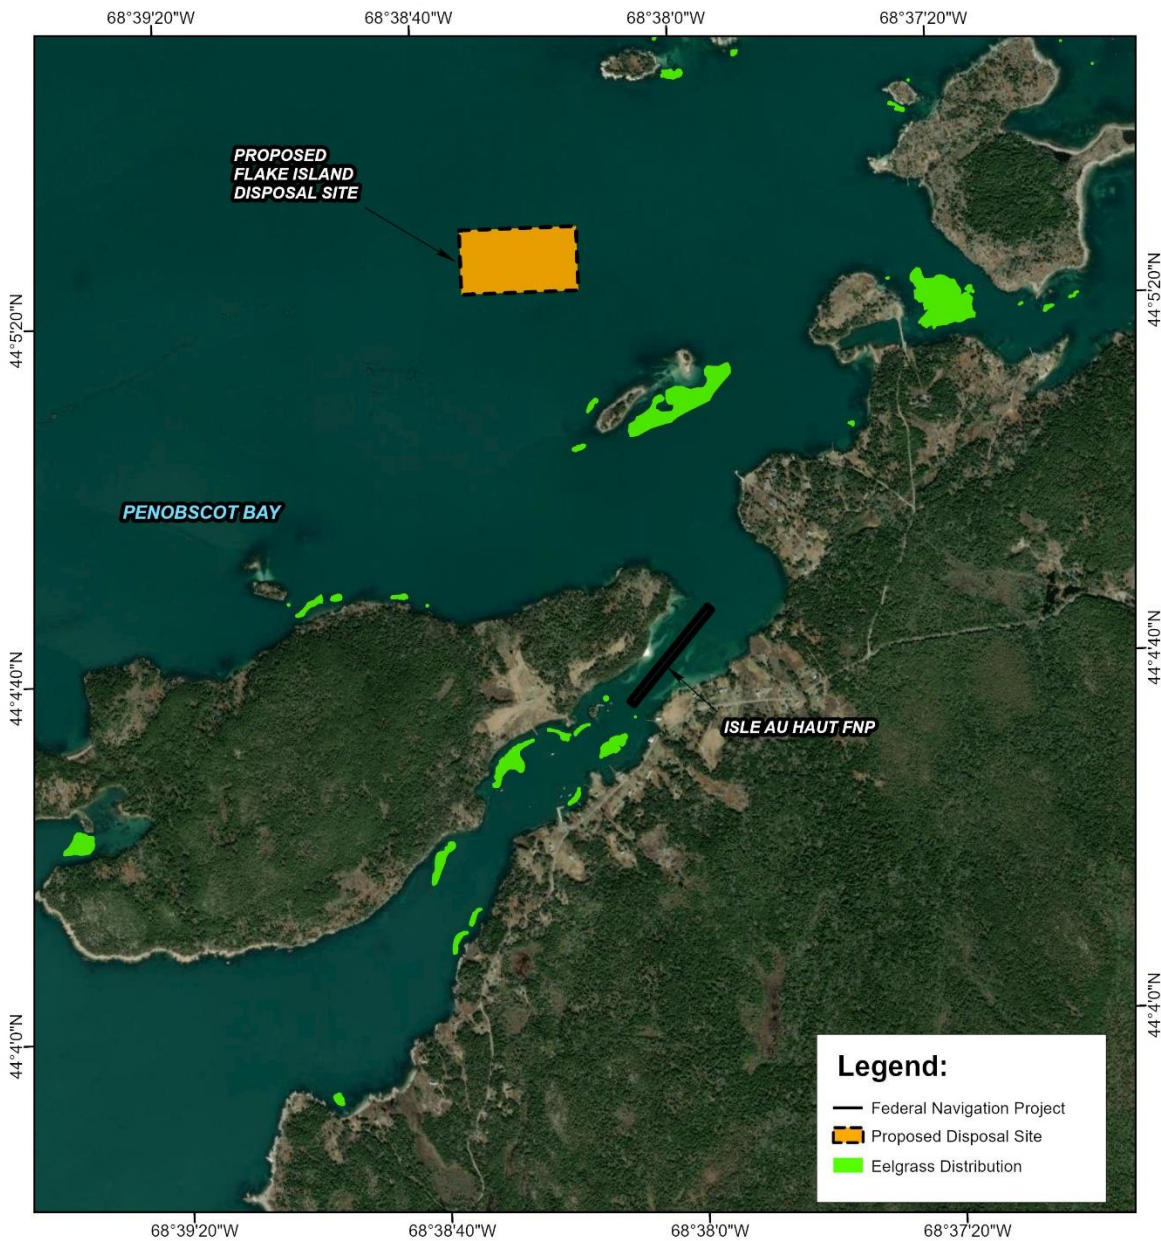 68°39'20"W 68°38'40"W 68°38'0"W 68°37'20"W
PROPOSED
FLAKE ISLAND
DISPOSAL SITE
44°5'20"N
44°5'20"N
PENOBSCOT BAY
44°4'40"N
44°4'40"N
ISLE AU HAUT FNP
44°4'0"N
44°4'0"N
Legend:
Federal Navigation Project
Proposed Disposal Site
Eelgrass Distribution
68°39'20"W 68°38'40"W 68°38'0"W 68°37'20"W